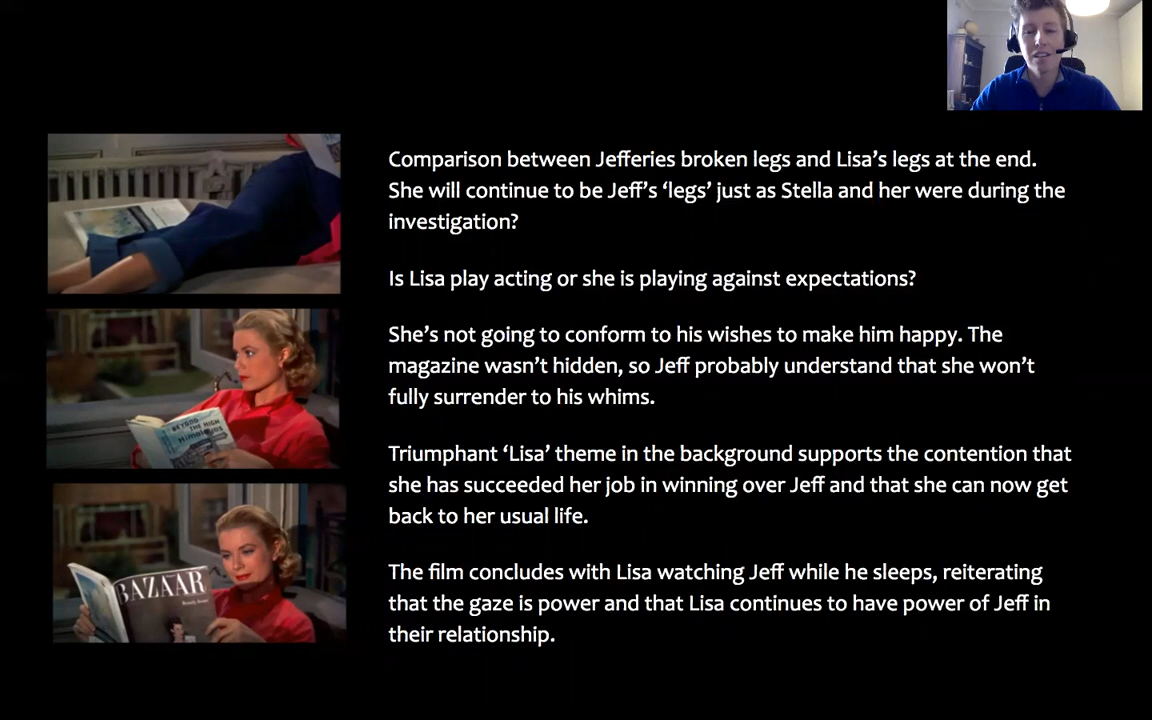 Comparison between Jefferies broken legs and Lisa's legs at the end.
She will continue to be Jeff's 'legs' just as Stella and her were during the
investigation?
Is Lisa play acting or she is playing against expectations?
She's not going to conform to his wishes to make him happy. The
magazine wasn't hidden, so Jeff probably understand that she won't
fully surrender to his whims.
Triumphant 'Lisa' theme in the background supports the contention that
she has succeeded her job in winning over Jeff and that she can now get
back to her usual life.
The film concludes with Lisa watching Jeff while he sleeps, reiterating
that the gaze is power and that Lisa continues to have power of Jeff in
their relationship.
BEYOND
THE HIGH
Himalayas
BAZAAR